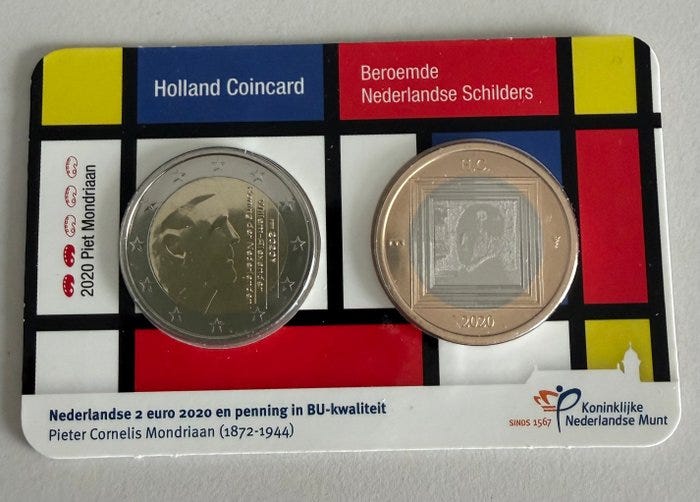 Holland Coincard
Beroemde
Nederlandse Schilders
2020 Piet Mondriaan
2020
Nederlandse 2 euro 2020 en penning in BU-kwaliteit
Pieter Cornelis Mondriaan (1872-1944)
SINDS 1567
Koninklijke
Nederlandse Munt